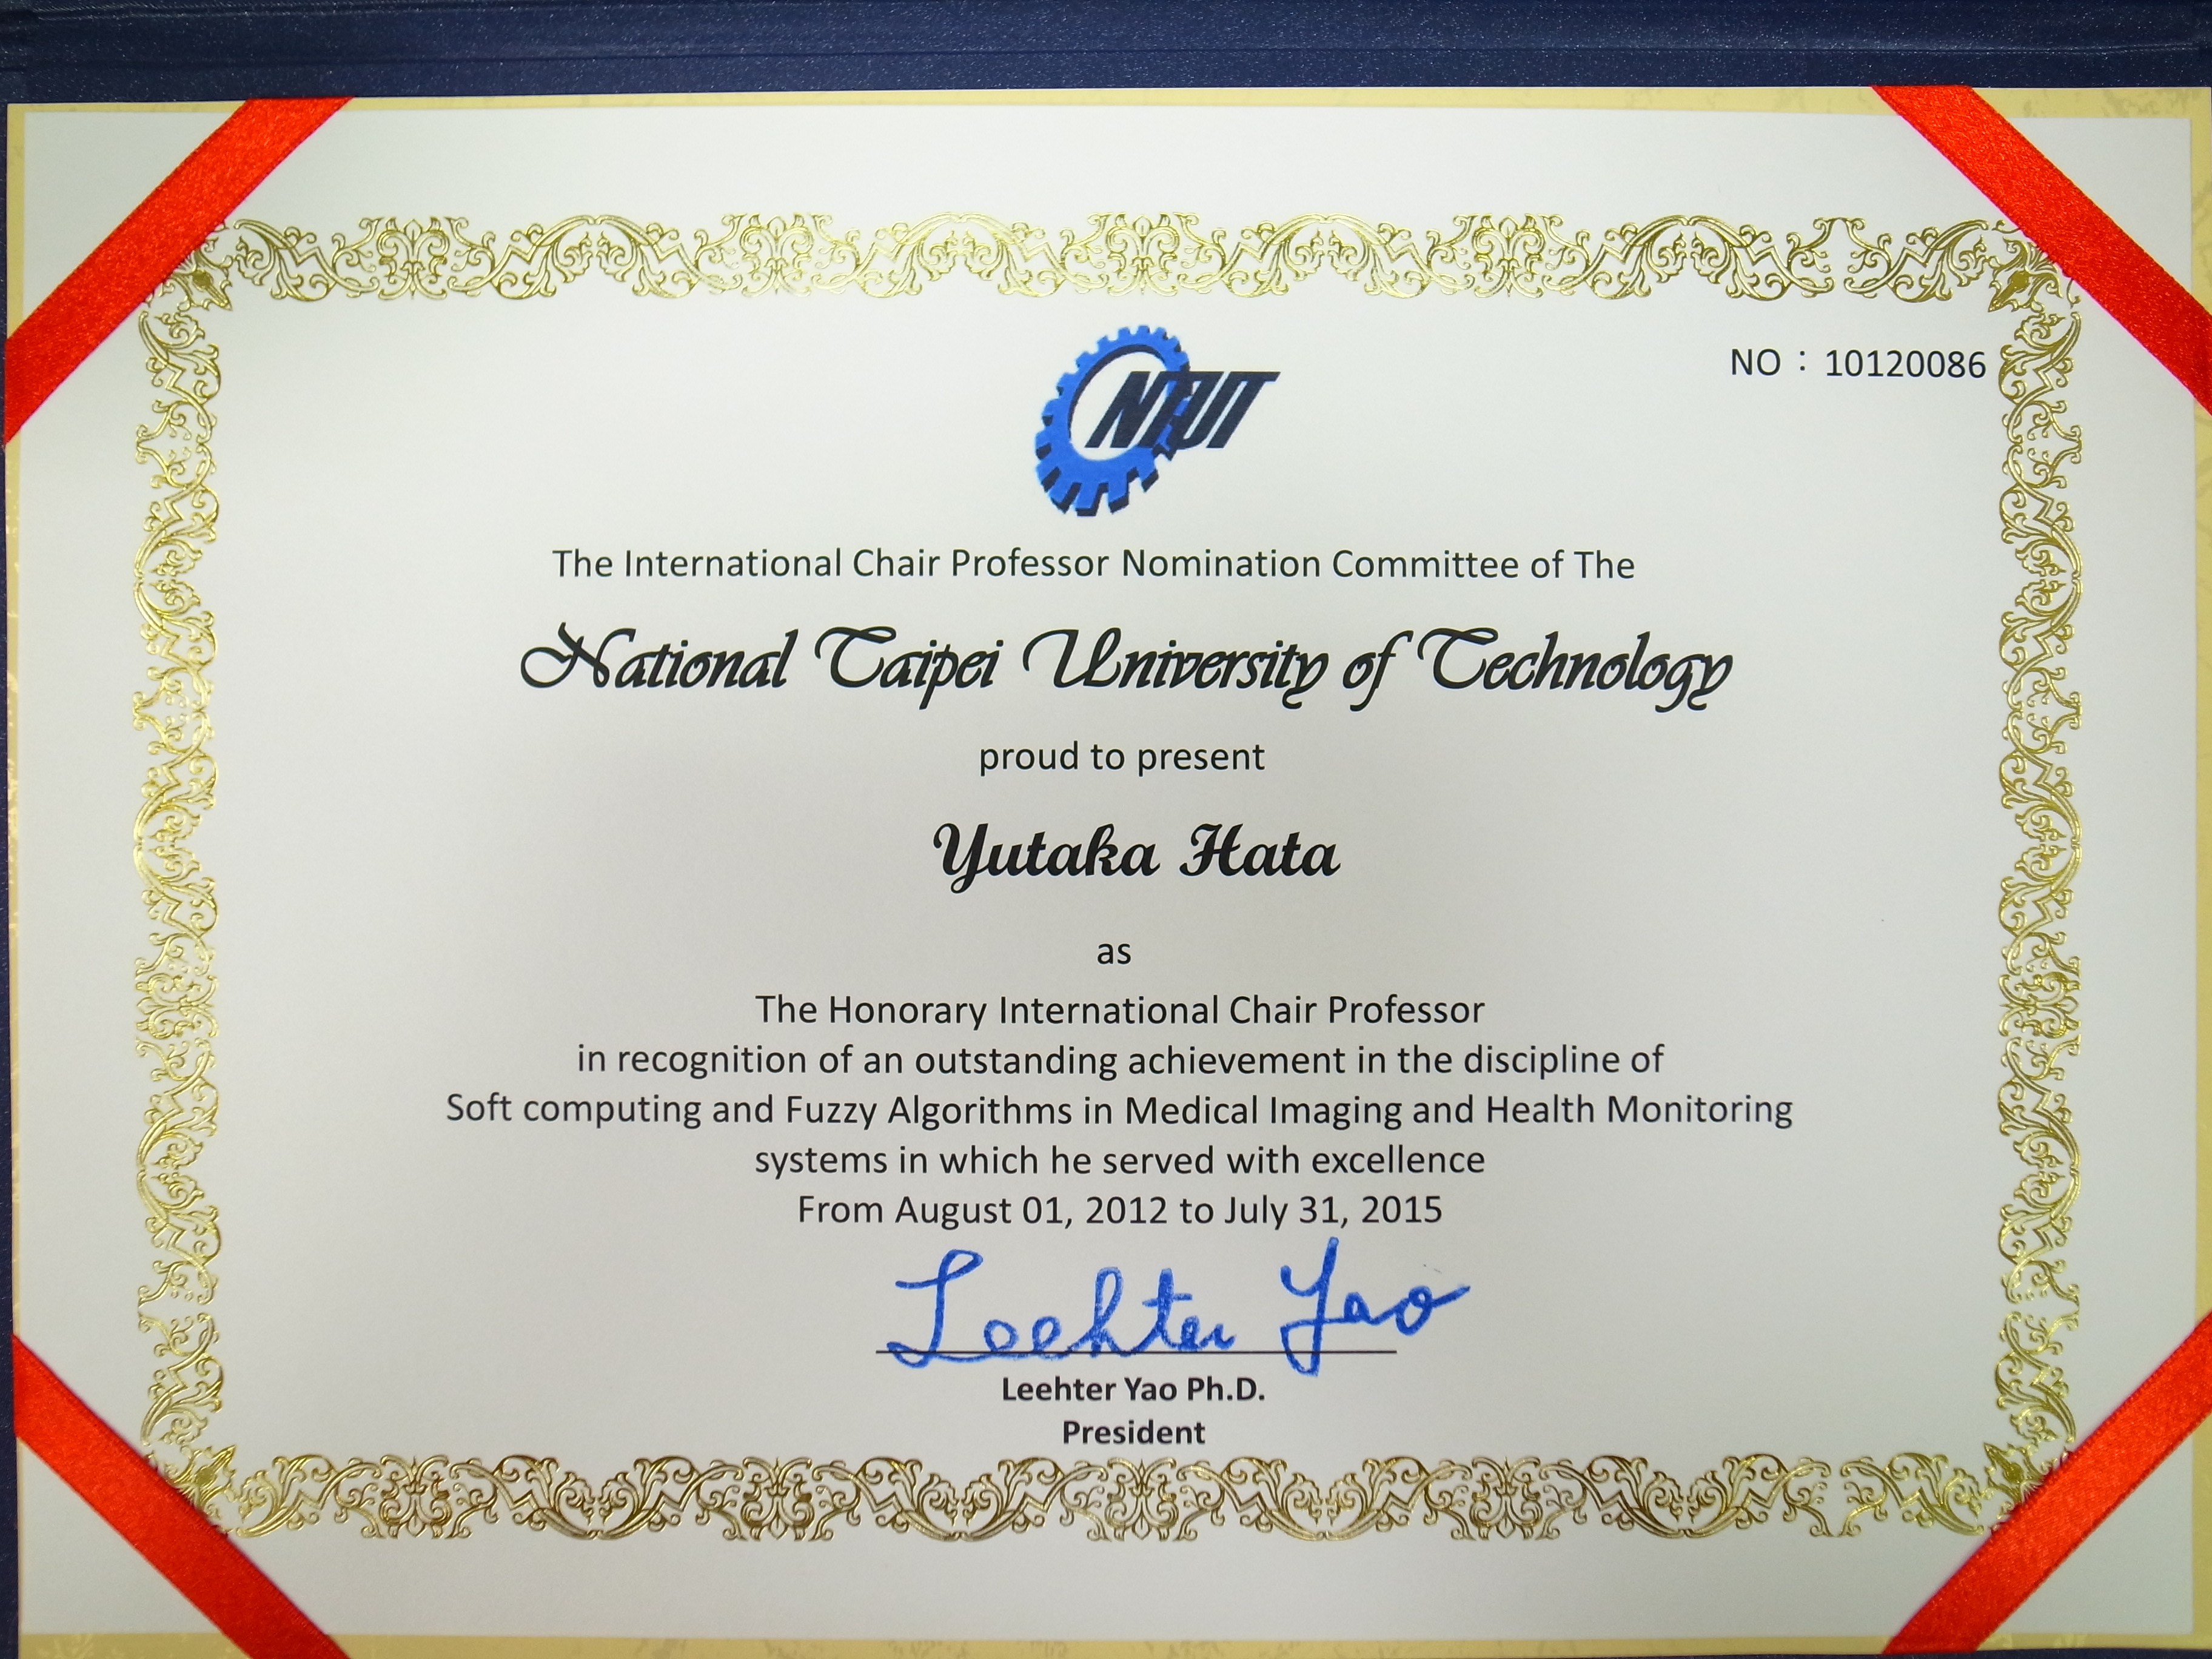 NTUT
NO：10120086
The International Chair Professor Nomination Committee of The
National Taipei University of Technology
proud to present
Yutaka Hata
as
The Honorary International Chair Professor
in recognition of an outstanding achievement in the discipline of
Soft computing and Fuzzy Algorithms in Medical Imaging and Health Monitoring
systems in which he served with excellence
From August 01, 2012 to July 31, 2015
Leehter Yao
Leehter Yao Ph.D.
President